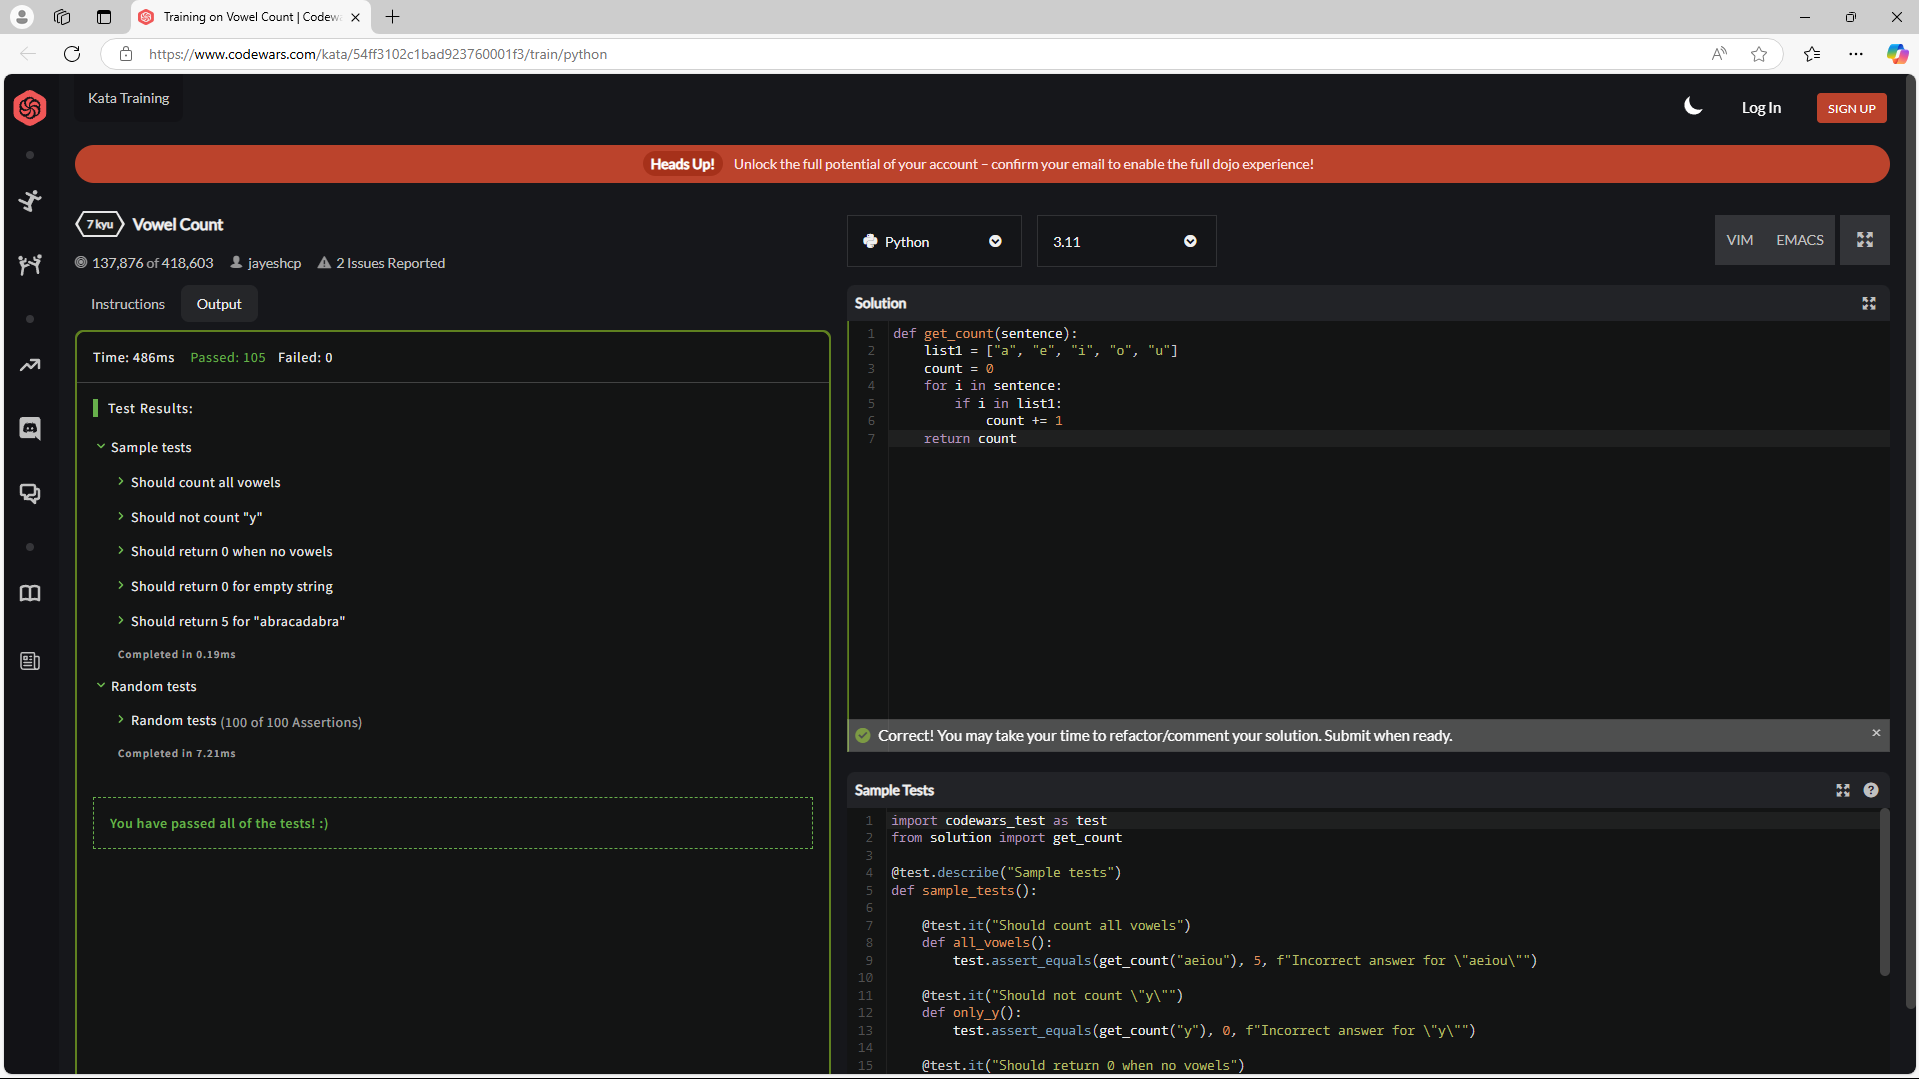 Training on Vowel Count | Codew
https://www.codewars.com/kata/54ff3102c1bad923760001f3/train/python
Kata Training
Log In
SIGN UP
Heads Up! Unlock the full potential of your account – confirm your email to enable the full dojo experience!
7 kyu Vowel Count
137,876 of 418,603 jayeshcp 2 Issues Reported
Instructions
Output
Time: 486ms Passed: 105 Failed: 0
Test Results:
Sample tests
Should count all vowels
Should not count "y"
Should return 0 when no vowels
Should return 0 for empty string
Should return 5 for "abracadabra"
Completed in 0.19ms
Random tests
Random tests (100 of 100 Assertions)
Completed in 7.21ms
You have passed all of the tests! :)
Python
3.11
VIM
EMACS
Solution
1 def get_count(sentence):
2     list1 = ["a", "e", "i", "o", "u"]
3     count = 0
4     for i in sentence:
5         if i in list1:
6             count += 1
7     return count
Correct! You may take your time to refactor/comment your solution. Submit when ready.
Sample Tests
1 import codewars_test as test
2 from solution import get_count
3
4 @test.describe("Sample tests")
5 def sample_tests():
6
7     @test.it("Should count all vowels")
8     def all_vowels():
9         test.assert_equals(get_count("aeiou"), 5, f"Incorrect answer for \"aeiou\"")
10
11     @test.it("Should not count \"y\"")
12     def only_y():
13         test.assert_equals(get_count("y"), 0, f"Incorrect answer for \"y\"")
14
15     @test.it("Should return 0 when no vowels")